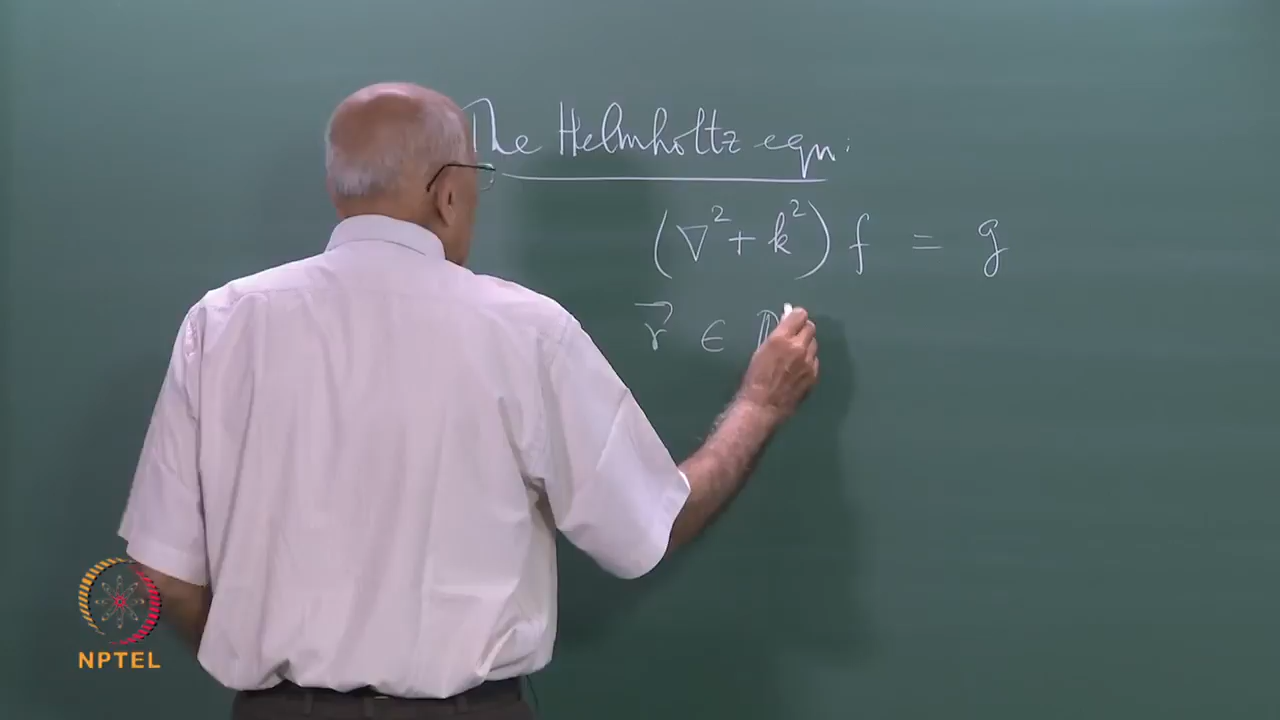 The Helmholtz eqn:
(∇² + k²) f = g
r⃗ ∈
NPTEL